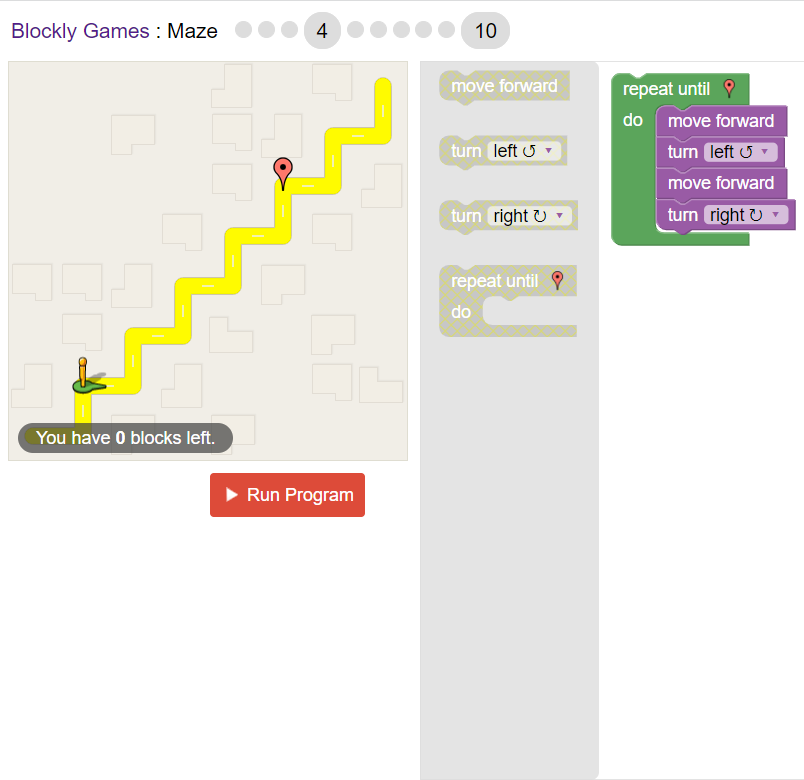 Blockly Games : Maze 4 10
move forward
turn left ↺ ▾
turn right ↻ ▾
repeat until
do
repeat until
do move forward
turn left ↺ ▾
move forward
turn right ↻ ▾
You have 0 blocks left.
Run Program